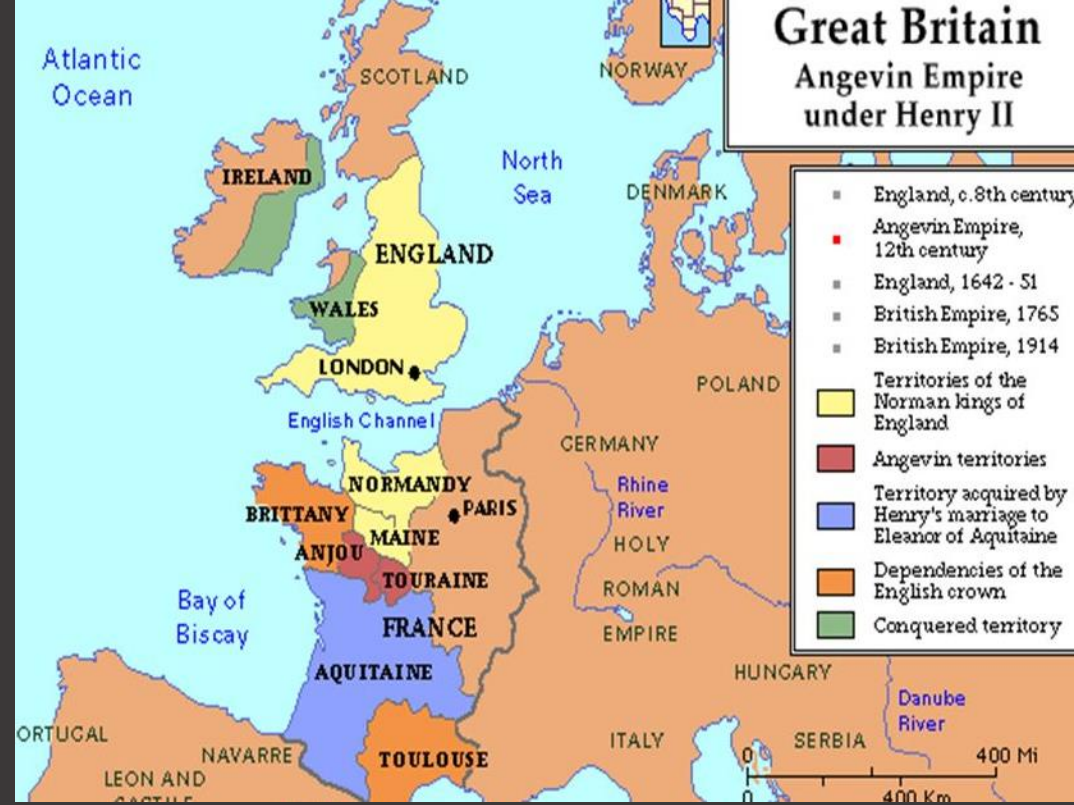 Great Britain
Angevin Empire
under Henry II
England, c.8th century
Angevin Empire,
12th century
England, 1642 - 51
British Empire, 1765
British Empire, 1914
Territories of the
Norman kings of
England
Angevin territories
Territory acquired by
Henry's marriage to
Eleanor of Aquitaine
Dependencies of the
English crown
Conquered territory
Atlantic
Ocean
SCOTLAND
NORWAY
North
Sea
IRELAND
DENMARK
ENGLAND
WALES
LONDON
POLAND
English Channel
GERMANY
NORMANDY
Rhine
River
PARIS
BRITTANY
MAINE
ANJOU
HOLY
TOURAINE
ROMAN
Bay of
Biscay
FRANCE
EMPIRE
AQUITAINE
HUNGARY
Danube
River
ORTUGAL
NAVARRE
ITALY
SERBIA
TOULOUSE
LEON AND
CASTILE
0 400 Mi
0 400 Km